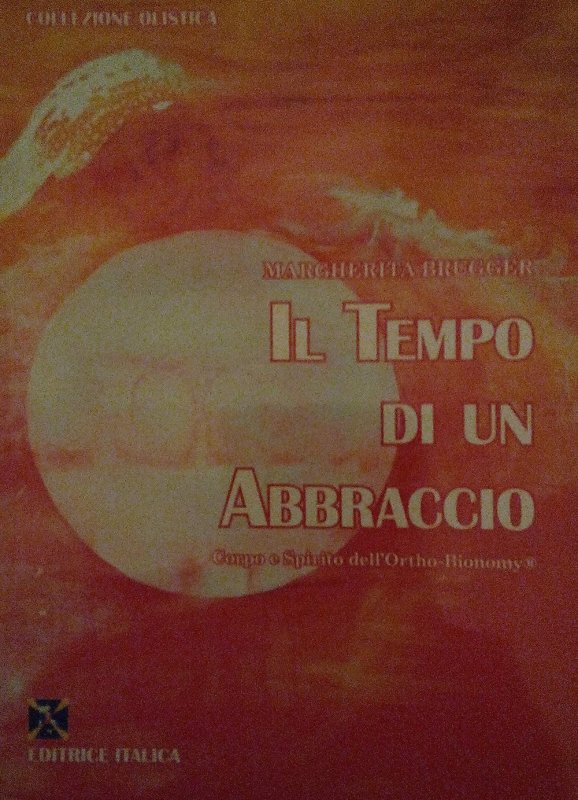 COLLEZIONE OLISTICA
MARGHERITA BRUGGER
IL TEMPO
DI UN
ABBRACCIO
Corpo e Spirito dell'Ortho-Bionomy®
EDITRICE ITALICA